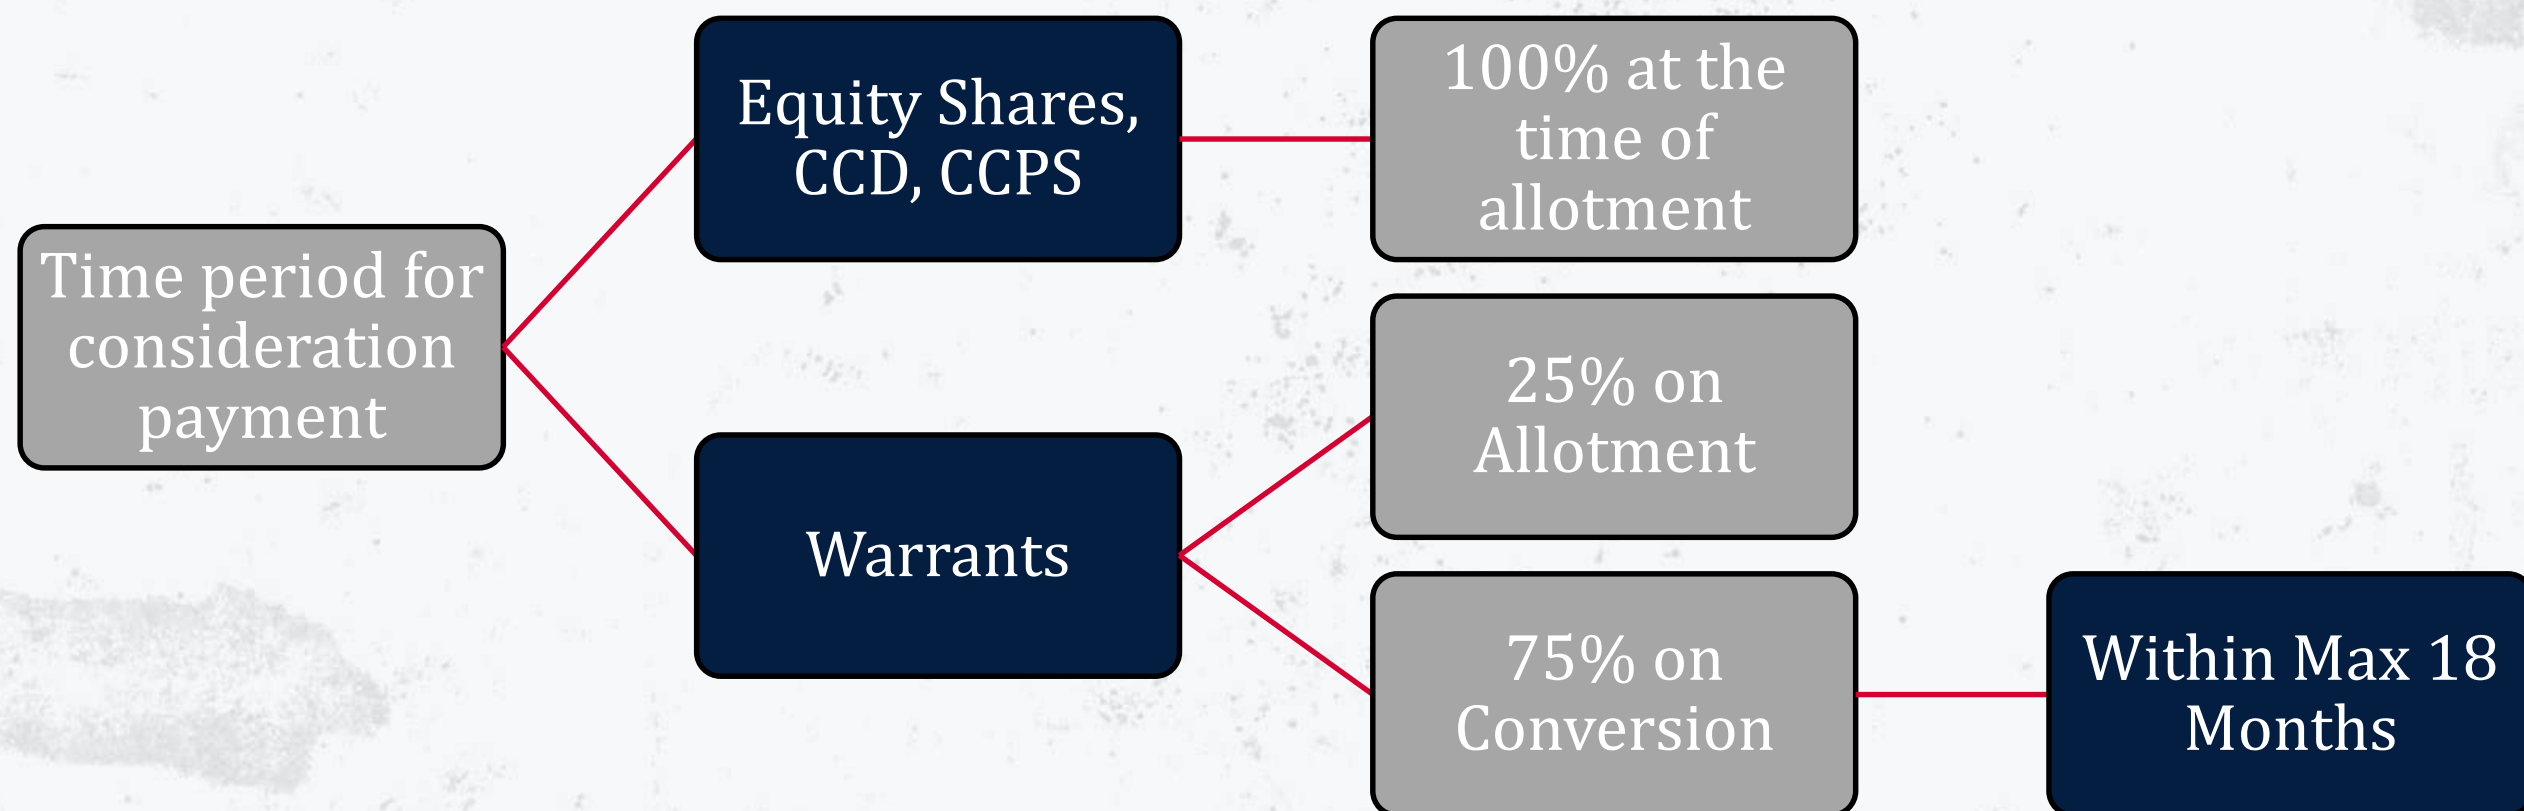 Time period for
consideration
payment
Equity Shares,
CCD, CCPS
100% at the
time of
allotment
Warrants
25% on
Allotment
75% on
Conversion
Within Max 18
Months